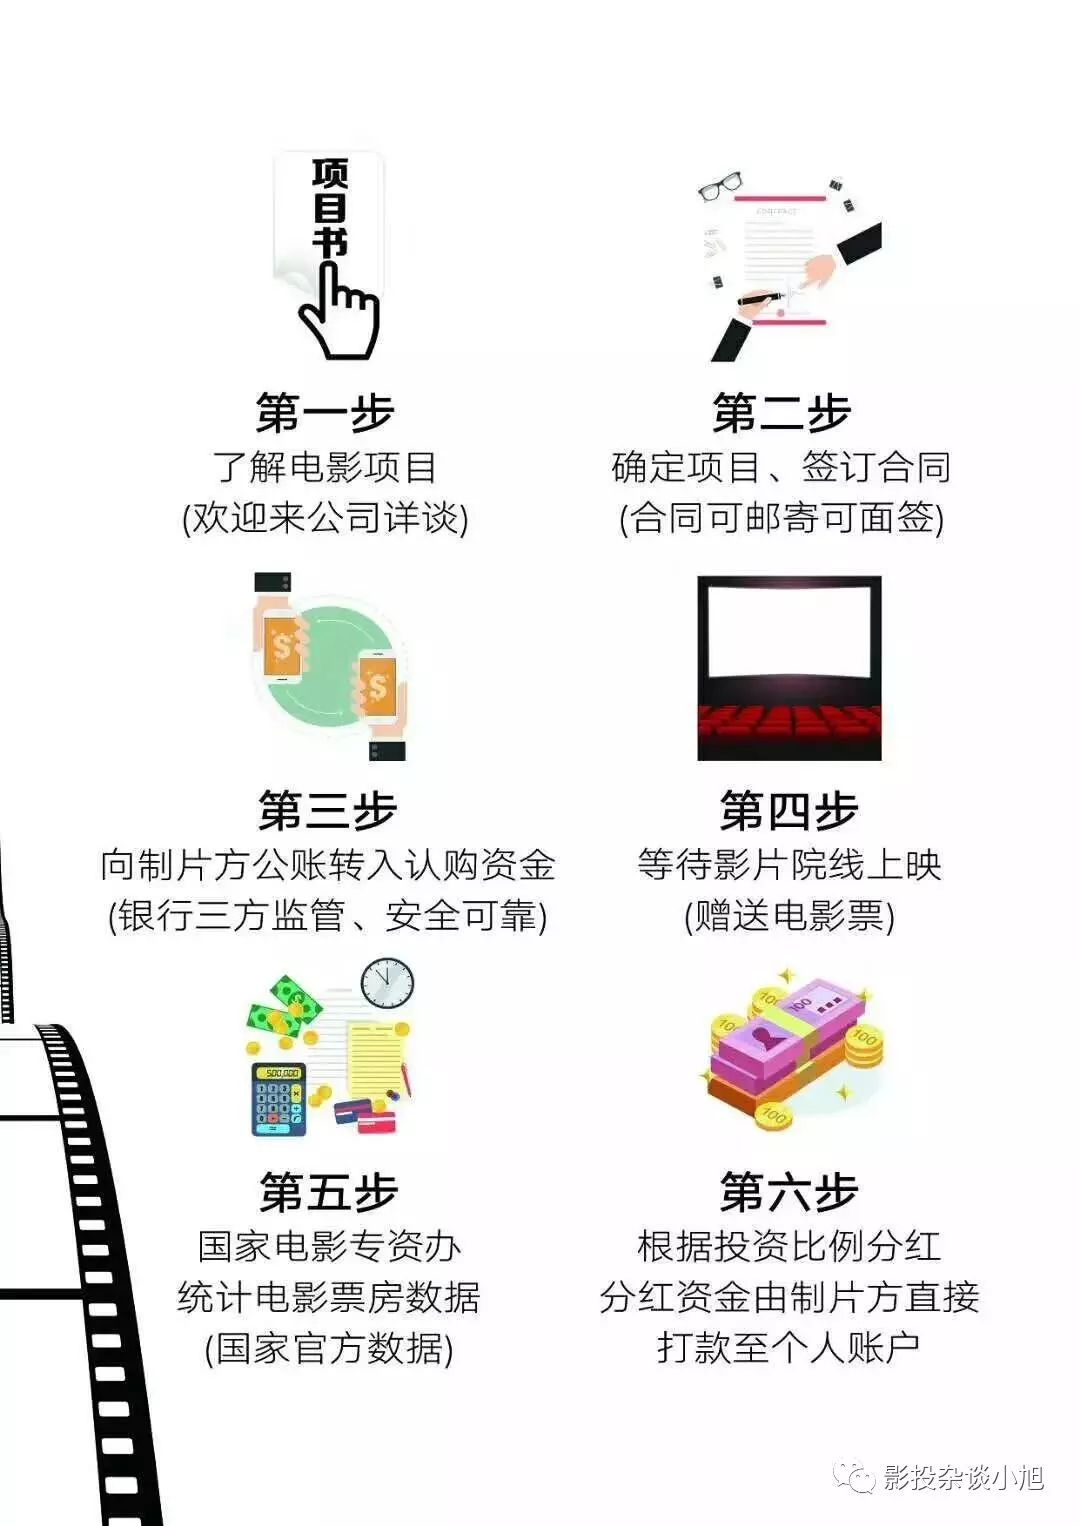 项目书
CONTRACT
第一步
了解电影项目
(欢迎来公司详谈)
第二步
确定项目、签订合同
(合同可邮寄可面签)
$
$
第三步
向制片方公账转入认购资金
(银行三方监管、安全可靠)
第四步
等待影片院线上映
(赠送电影票)
500,000
第五步
国家电影专资办
统计电影票房数据
(国家官方数据)
100
100
100
100
第六步
根据投资比例分红
分红资金由制片方直接
打款至个人账户
影投杂谈小旭